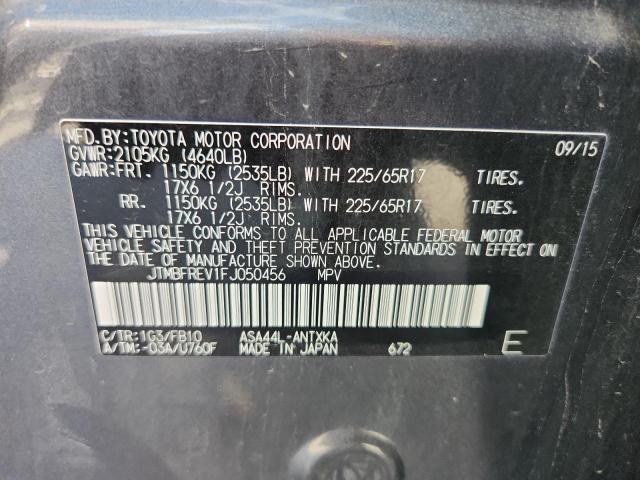 MFD.BY:TOYOTA MOTOR CORPORATION 09/15
GVWR:2105KG (4640LB)
GAWR:FRT. 1150KG (2535LB) WITH 225/65R17 TIRES.
17X6 1/2J RIMS.
RR. 1150KG (2535LB) WITH 225/65R17 TIRES.
17X6 1/2J RIMS.
THIS VEHICLE CONFORMS TO ALL APPLICABLE FEDERAL MOTOR
VEHICLE SAFETY AND THEFT PREVENTION STANDARDS IN EFFECT ON
THE DATE OF MANUFACTURE SHOWN ABOVE.
JTMBFREV1FJ050456 MPV
C/TR:1G3/FB10 ASA44L-ANTXKA
A/TM:-03A/U760F MADE IN JAPAN 672 E